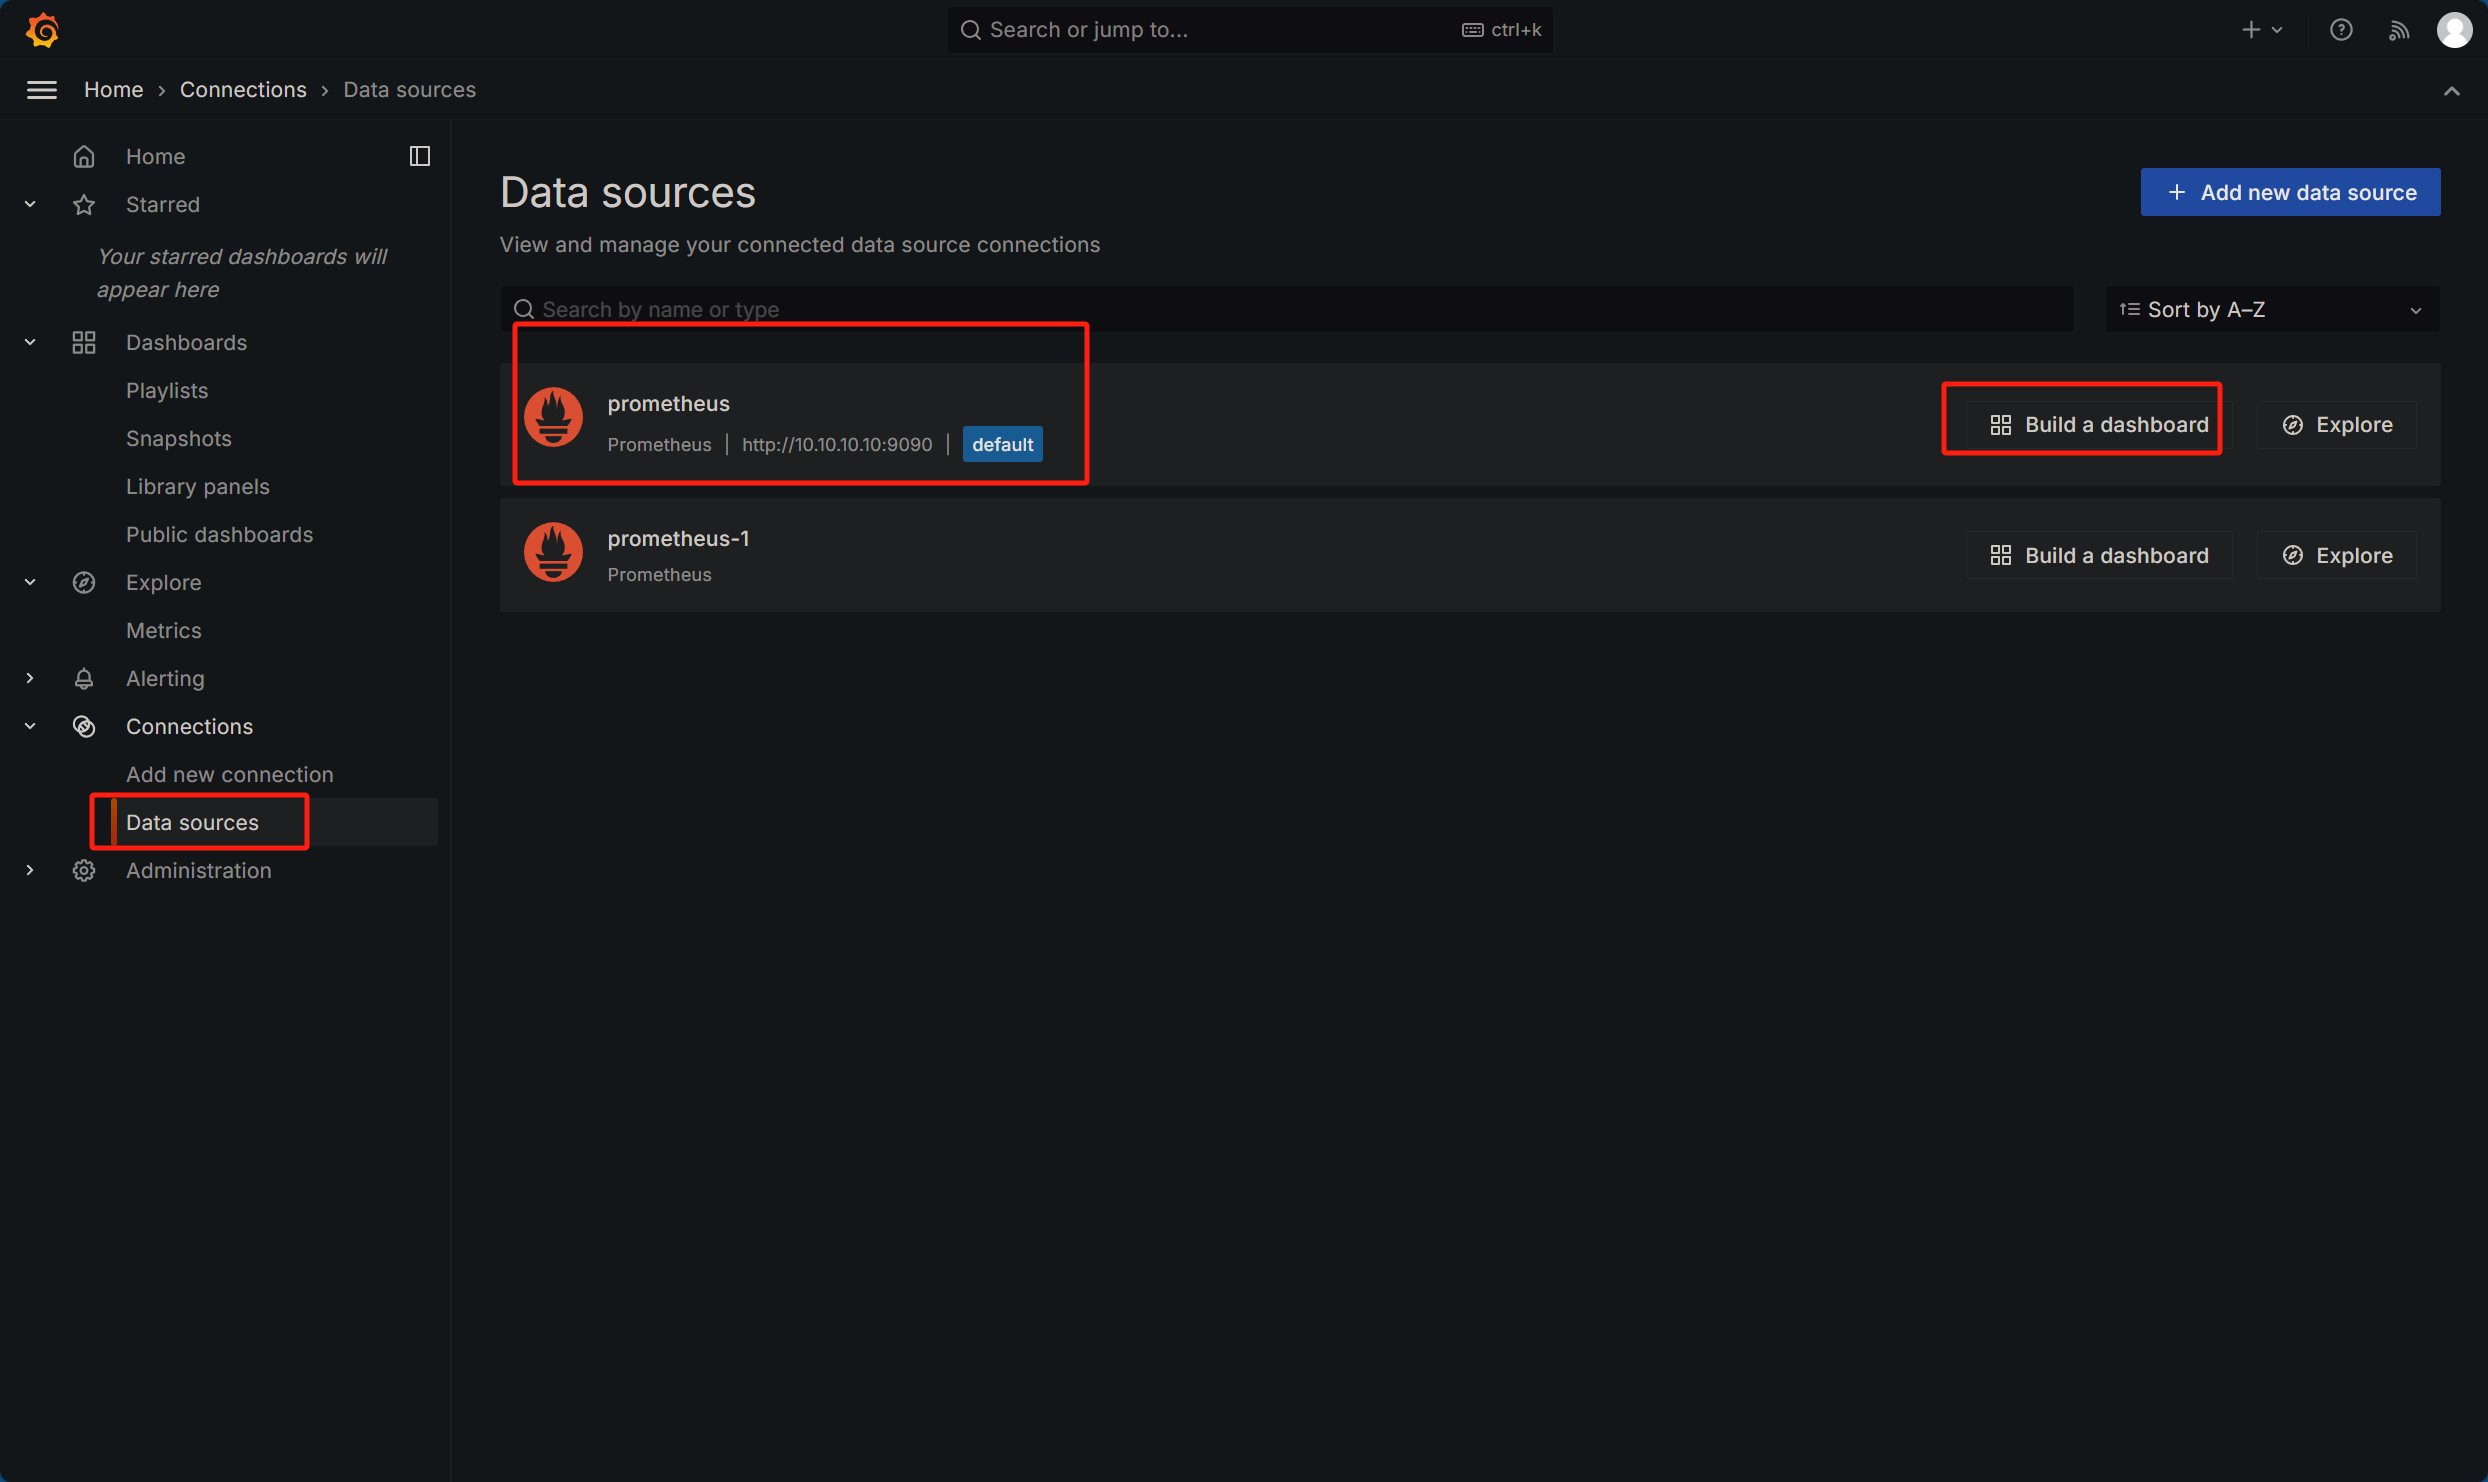 Search or jump to...
ctrl+k
Home › Connections › Data sources
Home
Starred
Your starred dashboards will
appear here
Dashboards
Playlists
Snapshots
Library panels
Public dashboards
Explore
Metrics
Alerting
Connections
Add new connection
Data sources
Administration
Data sources
Add new data source
View and manage your connected data source connections
Search by name or type
Sort by A–Z
prometheus
Prometheus | http://10.10.10.10:9090 | default
Build a dashboard
Explore
prometheus-1
Prometheus
Build a dashboard
Explore